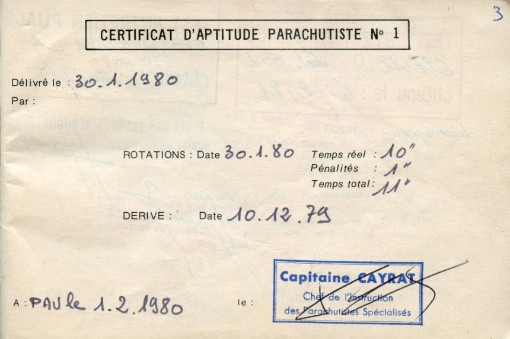 3
CERTIFICAT D'APTITUDE PARACHUTISTE No 1
Délivré le : 30.1.1980
Par :
ROTATIONS : Date 30.1.80 Temps réel : 10"
Pénalités : 1"
Temps total : 11"
DERIVE : Date 10.12.79
Capitaine CAYRAT
Chef de l'Instruction
des Parachutistes Spécialisés
A : PAU le 1.2.1980 le :